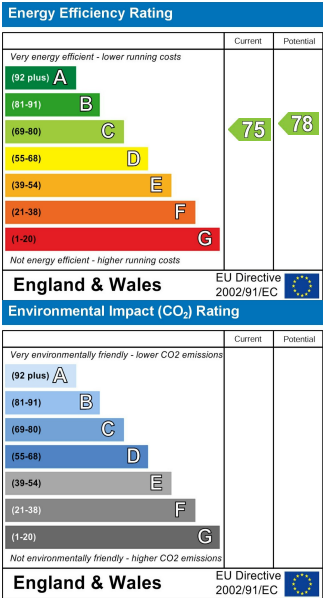 Energy Efficiency Rating
Current Potential
Very energy efficient - lower running costs
(92 plus) A
(81-91) B
(69-80) C
75 78
(55-68) D
(39-54) E
(21-38) F
(1-20) G
Not energy efficient - higher running costs
England & Wales
EU Directive
2002/91/EC
Environmental Impact (CO₂) Rating
Current Potential
Very environmentally friendly - lower CO2 emissions
(92 plus) A
(81-91) B
(69-80) C
(55-68) D
(39-54) E
(21-38) F
(1-20) G
Not environmentally friendly - higher CO2 emissions
England & Wales
EU Directive
2002/91/EC